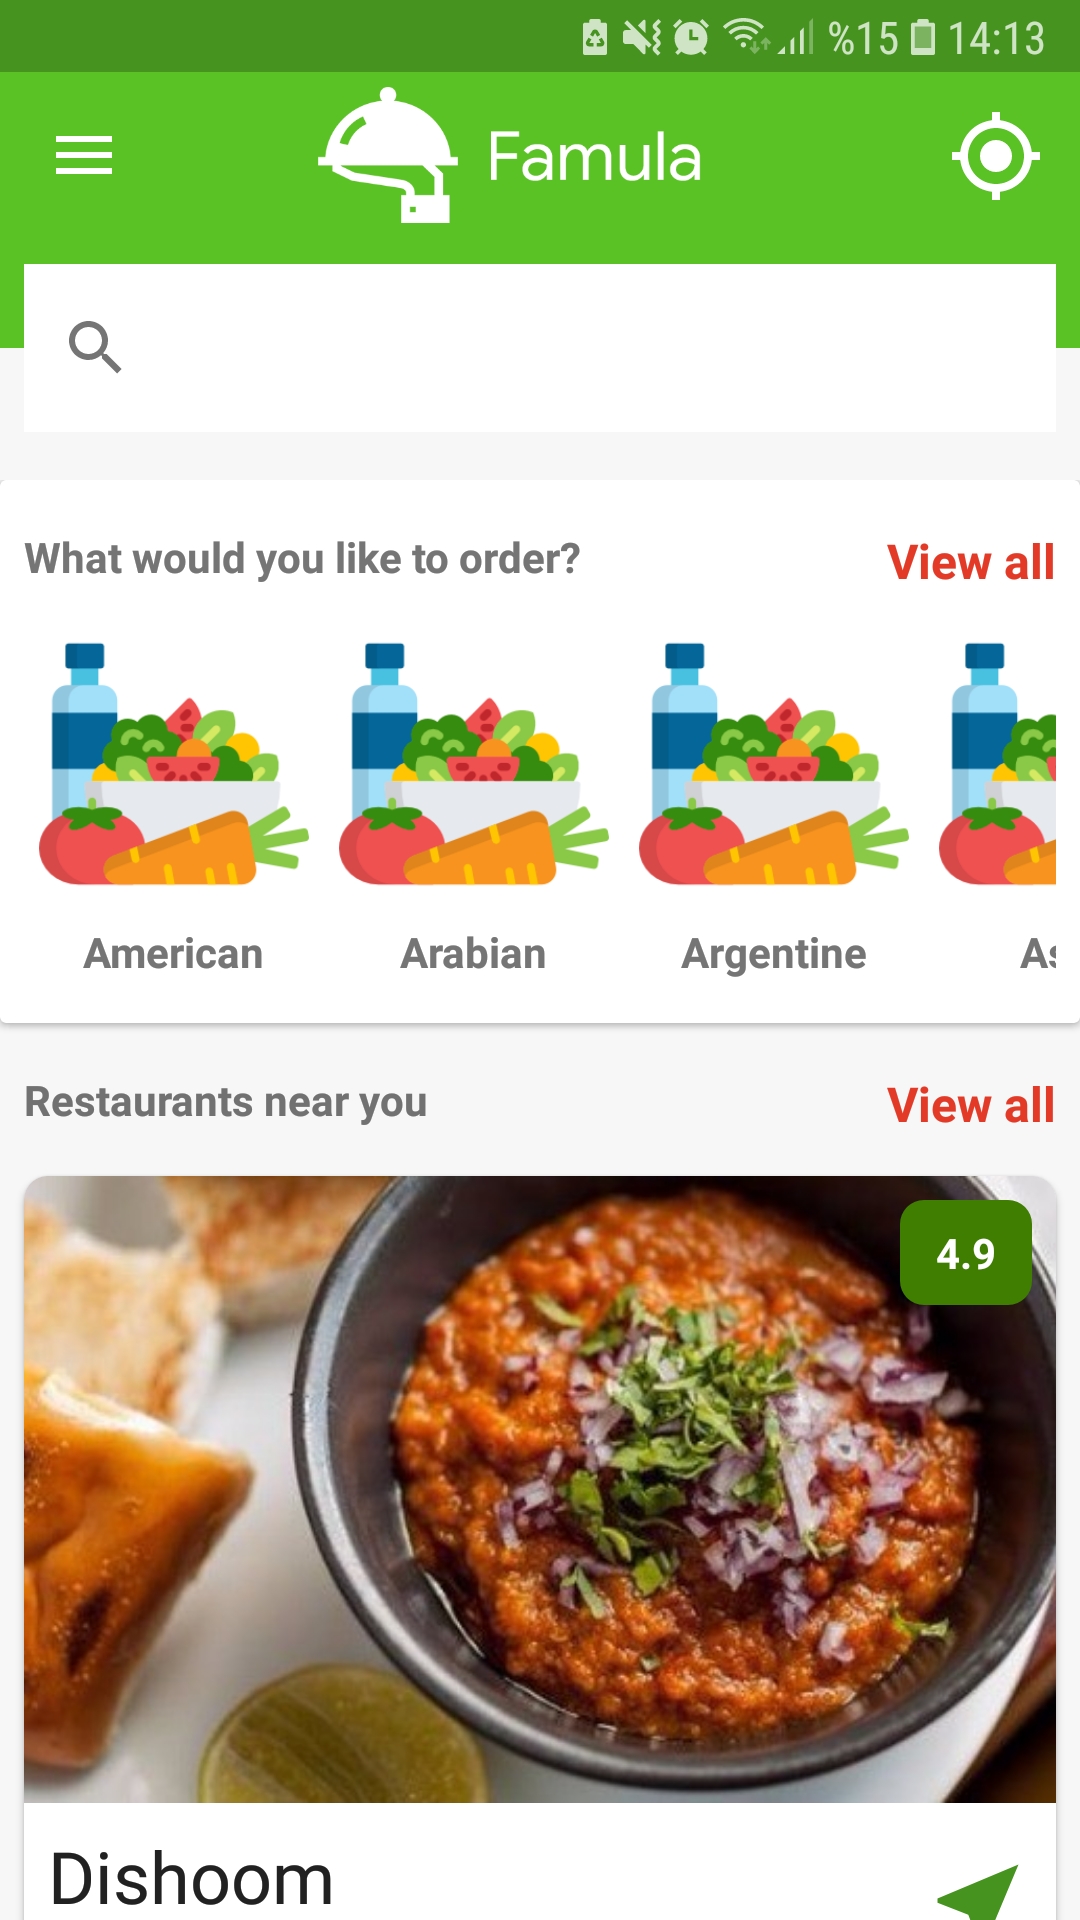 %15 14:13
Famula
What would you like to order? View all
American Arabian Argentine As
Restaurants near you View all
4.9
Dishoom